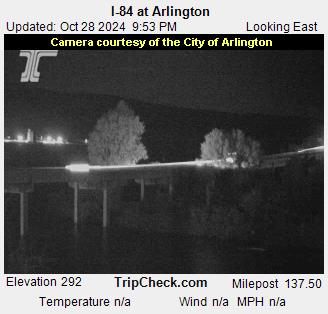 I-84 at Arlington
Updated: Oct 28 2024 9:53 PM Looking East
Camera courtesy of the City of Arlington
Elevation 292 TripCheck.com Milepost 137.50
Temperature n/a Wind n/a MPH n/a